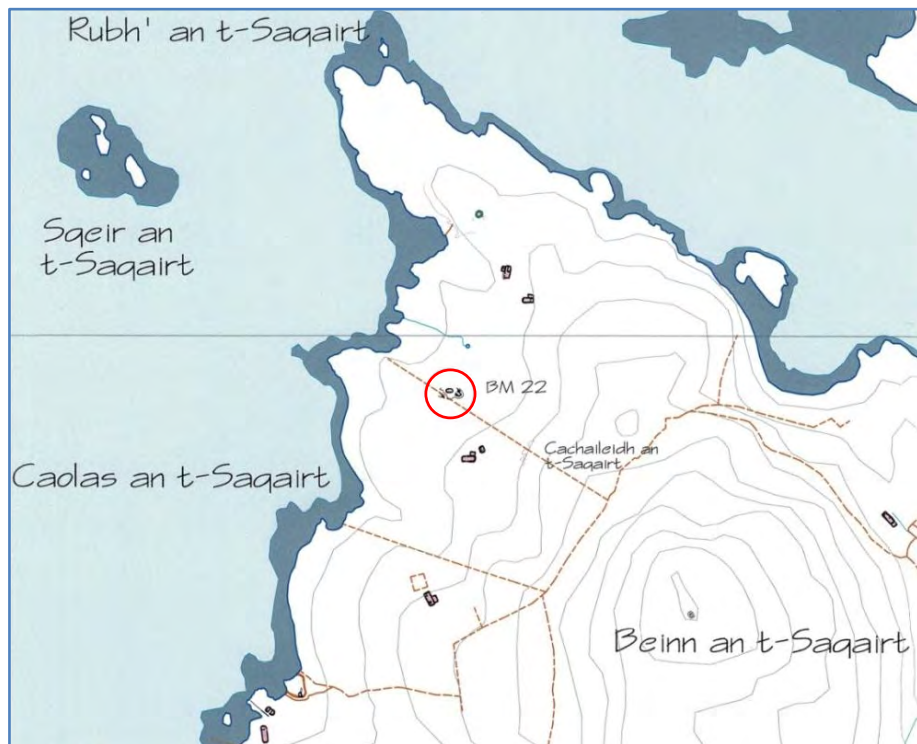 Rubh' an t-Sagairt
Sgeir an
t-Sagairt
BM 22
Cachaileidh an
t-Sagairt
Caolas an t-Sagairt
Beinn an t-Sagairt